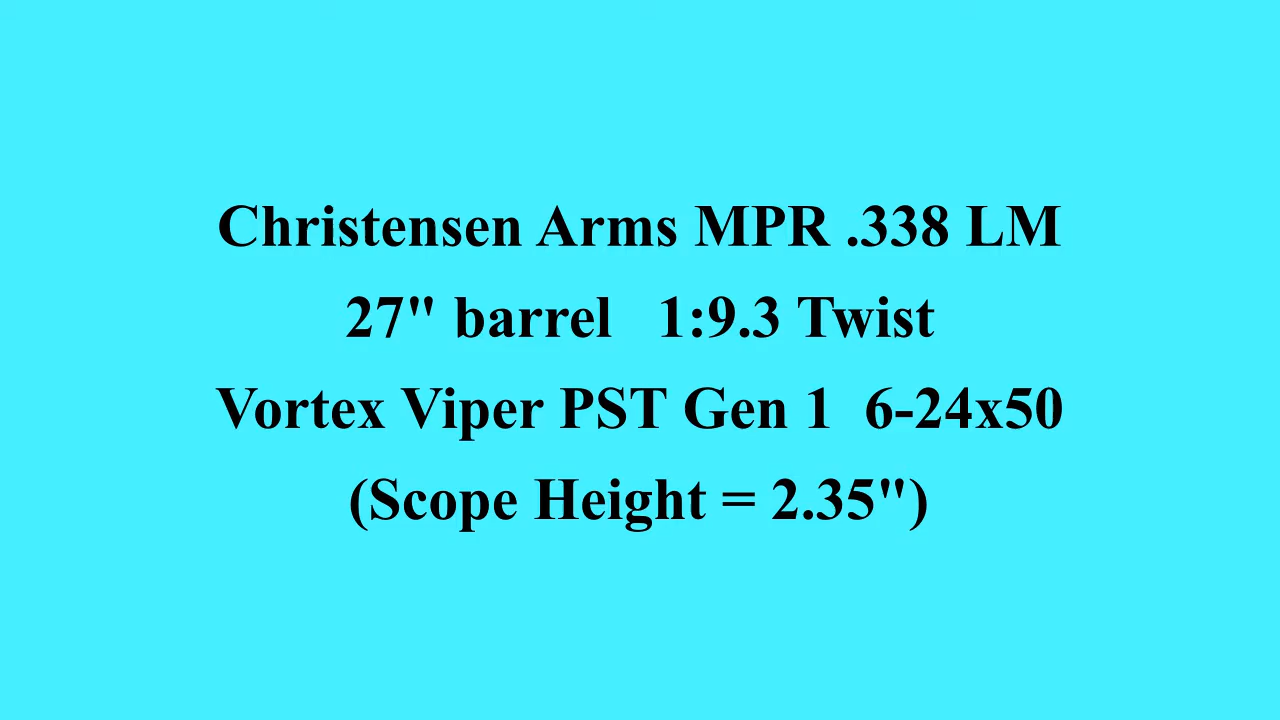 Christensen Arms MPR .338 LM
27" barrel   1:9.3 Twist
Vortex Viper PST Gen 1  6-24x50
(Scope Height = 2.35")